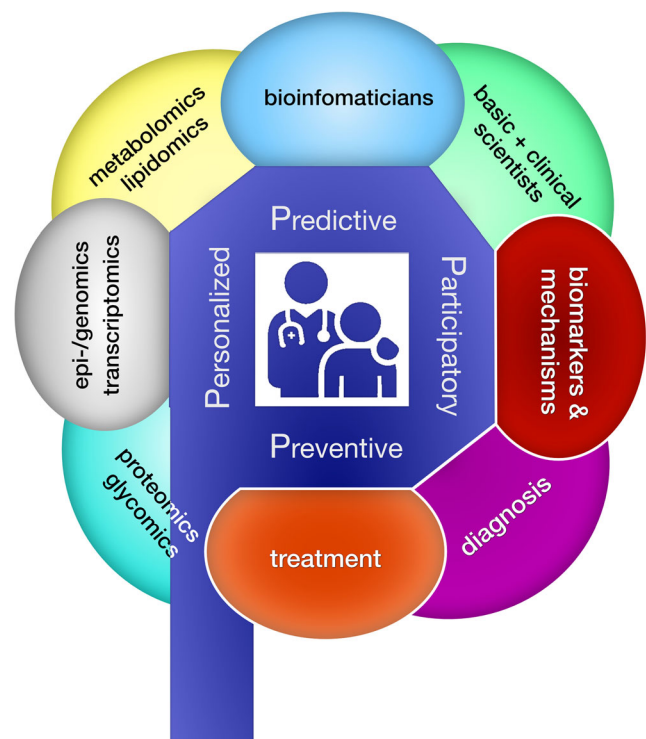 bioinfomaticians
basic + clinical
scientists
biomarkers &
mechanisms
diagnosis
treatment
proteomics
glycomics
epi-/genomics
transcriptomics
metabolomics
lipidomics
Predictive
Participatory
Preventive
Personalized